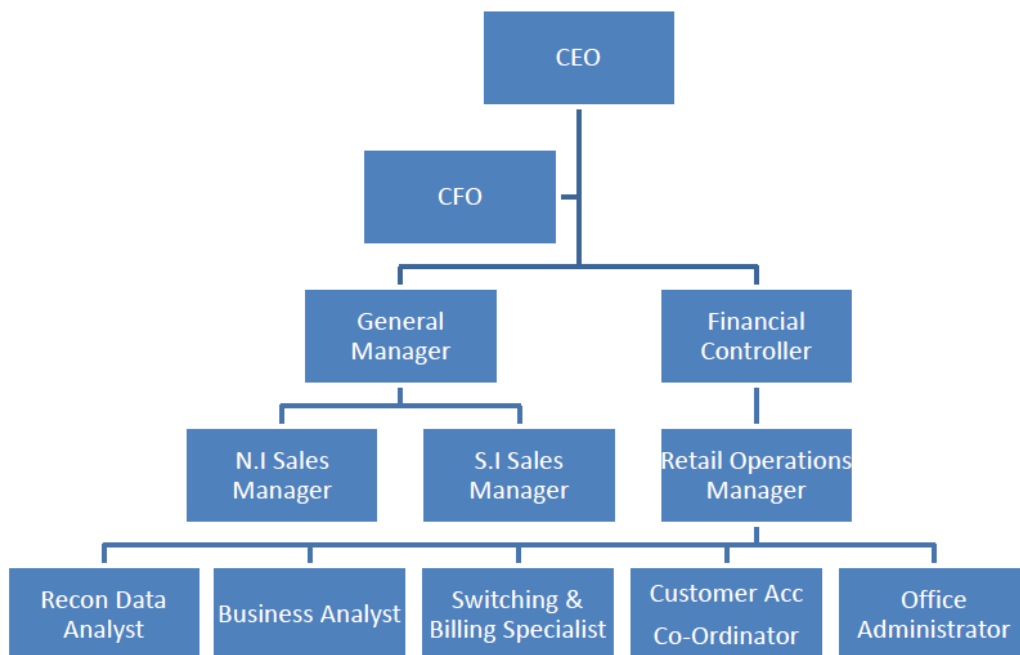 CEO
CFO
General
Manager
Financial
Controller
N.I Sales
Manager
S.I Sales
Manager
Retail Operations
Manager
Recon Data
Analyst
Business Analyst
Switching &
Billing Specialist
Customer Acc
Co-Ordinator
Office
Administrator